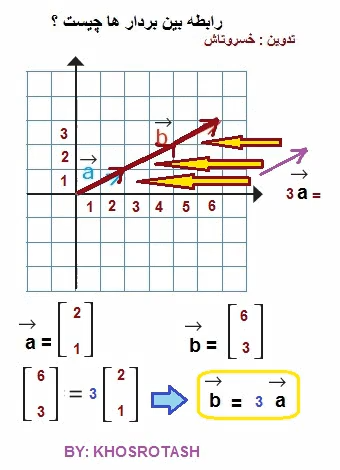 رابطه بین بردار ها چیست ؟
تدوین : خسروتاش
b
3
2
a
1
1 2 3 4 5 6
3 a =
a = [2 1]
b = [6 3]
[6 3] = 3 [2 1]
b = 3 a
BY: KHOSROTASH